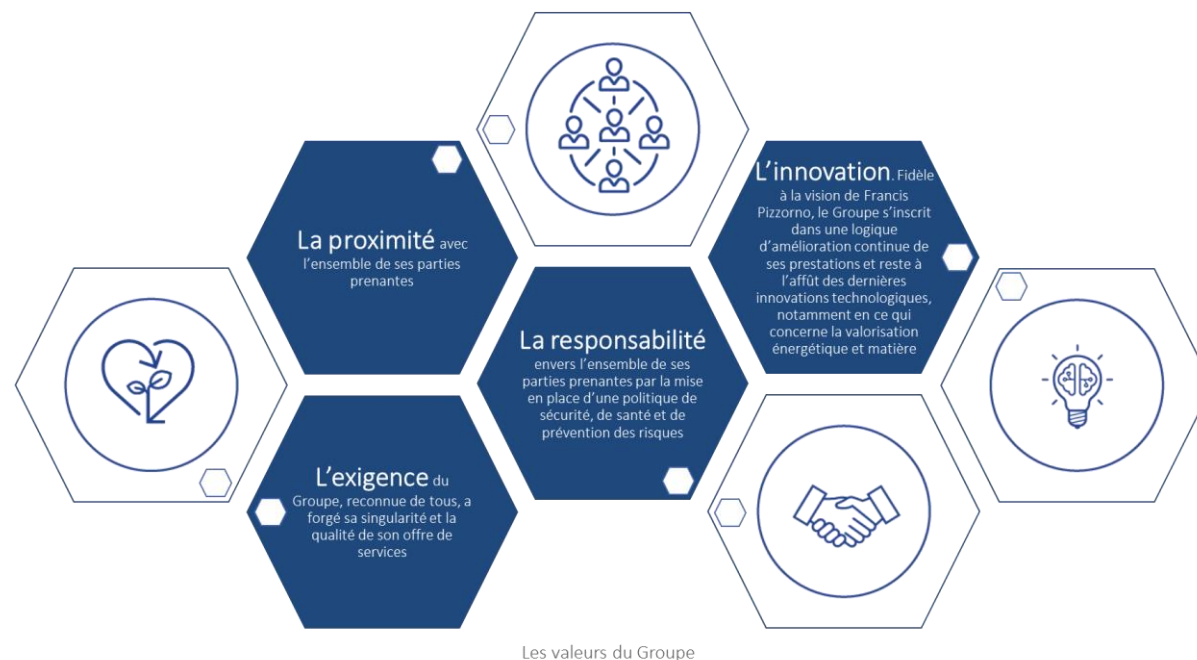 La proximité avec
l’ensemble de ses parties
prenantes
L’innovation. Fidèle
à la vision de Francis
Pizzorno, le Groupe s’inscrit
dans une logique
d’amélioration continue de
ses prestations et reste à
l’affût des dernières
innovations technologiques,
notamment en ce qui
concerne la valorisation
énergétique et matière
La responsabilité
envers l’ensemble de ses
parties prenantes par la mise
en place d’une politique de
sécurité, de santé et de
prévention des risques
L’exigence du
Groupe, reconnue de tous, a
forgé sa singularité et la
qualité de son offre de
services
Les valeurs du Groupe